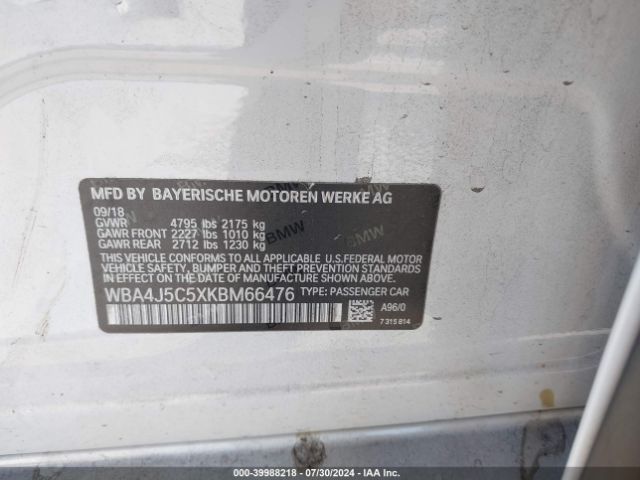 MFD BY BAYERISCHE MOTOREN WERKE AG
09/18
GVWR 4795 lbs 2175 kg
GAWR FRONT 2227 lbs 1010 kg
GAWR REAR 2712 lbs 1230 kg
THIS VEHICLE CONFORMS TO ALL APPLICABLE U.S.FEDERAL MOTOR
VEHICLE SAFETY, BUMPER, AND THEFT PREVENTION
STANDARDS IN EFFECT ON THE DATE
OF MANUFACTURE SHOWN ABOVE.
WBA4J5C5XKBM66476 TYPE: PASSENGER CAR
A96/0
7315814
BMW
BMW
000-39988218 - 07/30/2024 - IAA Inc.